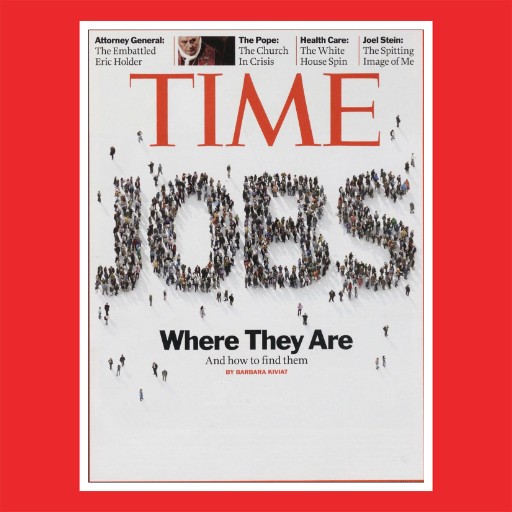 Attorney General:
The Embattled
Eric Holder
The Pope:
The Church
In Crisis
Health Care:
The White
House Spin
Joel Stein:
The Spitting
Image of Me
TIME
JOBS
Where They Are
And how to find them
BY BARBARA KIVIAT